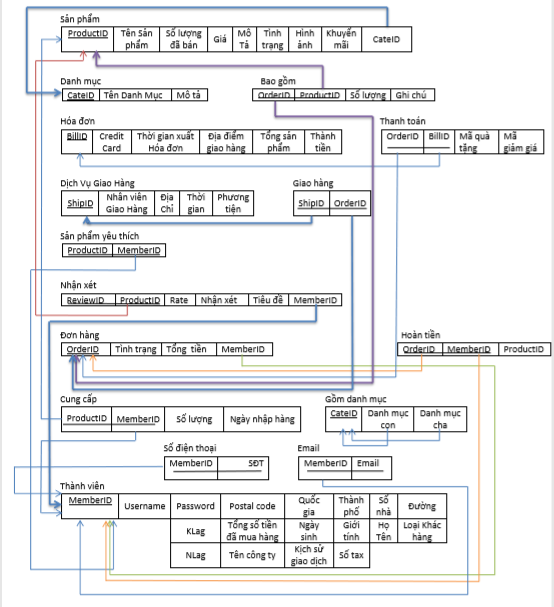 Sản phẩm
ProductID Tên Sản phẩm Số lượng đã bán Giá Mô Tả Tình trạng Hình ảnh Khuyến mãi CateID
Danh mục
CateID Tên Danh Mục Mô tả
Bao gồm
OrderID ProductID Số lượng Ghi chú
Hóa đơn
BillID Credit Card Thời gian xuất Hóa đơn Địa điểm giao hàng Tổng sản phẩm Thành tiền
Thanh toán
OrderID BillID Mã quà tặng Mã giảm giá
Dịch Vụ Giao Hàng
ShipID Nhân viên Giao Hàng Địa Chỉ Thời gian Phương tiện
Giao hàng
ShipID OrderID
Sản phẩm yêu thích
ProductID MemberID
Nhận xét
ReviewID ProductID Rate Nhận xét Tiêu đề MemberID
Đơn hàng
OrderID Tình trạng Tổng tiền MemberID
Hoàn tiền
OrderID MemberID ProductID
Cung cấp
ProductID MemberID Số lượng Ngày nhập hàng
Gồm danh mục
CateID Danh mục con Danh mục cha
Số điện thoại
MemberID SĐT
Email
MemberID Email
Thành viên
MemberID Username Password Postal code Quốc gia Thành phố Số nhà Đường
KLag Tổng số tiền đã mua hàng Ngày sinh Giới tính Họ Tên Loại Khác hàng
NLag Tên công ty Kịch sử giao dịch Số tax